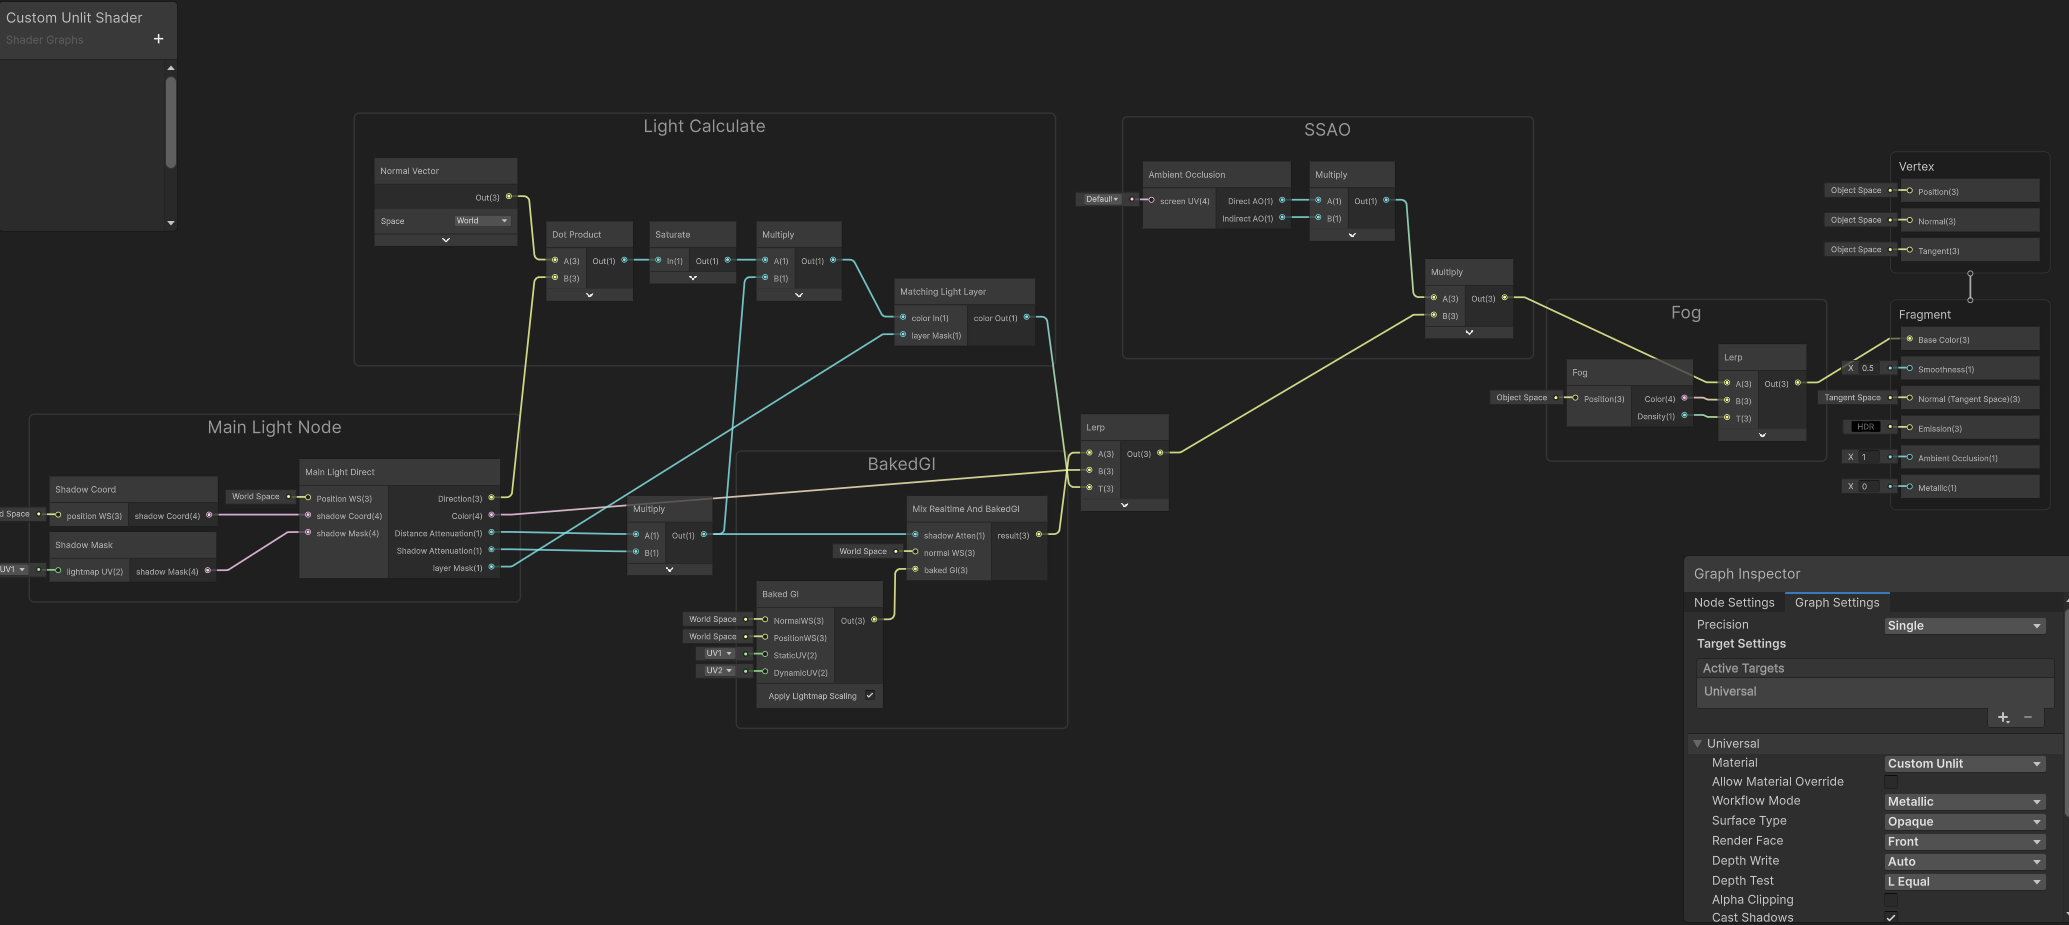 Custom Unlit Shader
Shader Graphs
+
Light Calculate
Normal Vector
Out(3)
Space World
Dot Product
A(3) Out(1)
B(3)
Saturate
In(1) Out(1)
Multiply
A(1) Out(1)
B(1)
Matching Light Layer
color In(1) color Out(1)
layer Mask(1)
Main Light Node
Shadow Coord
d Space position WS(3) shadow Coord(4)
Shadow Mask
UV1 lightmap UV(2) shadow Mask(4)
Main Light Direct
World Space Position WS(3) Direction(3)
shadow Coord(4) Color(4)
shadow Mask(4) Distance Attenuation(1)
Shadow Attenuation(1)
layer Mask(1)
Multiply
A(1) Out(1)
B(1)
BakedGI
Mix Realtime And BakedGI
shadow Atten(1) result(3)
World Space normal WS(3)
baked GI(3)
Baked GI
World Space NormalWS(3) Out(3)
World Space PositionWS(3)
UV1 StaticUV(2)
UV2 DynamicUV(2)
Apply Lightmap Scaling
Lerp
A(3) Out(3)
B(3)
T(3)
SSAO
Ambient Occlusion
Default screen UV(4) Direct AO(1)
Indirect AO(1)
Multiply
A(1) Out(1)
B(1)
Multiply
A(3) Out(3)
B(3)
Fog
Fog
Object Space Position(3) Color(4)
Density(1)
Lerp
A(3) Out(3)
B(3)
T(3)
Vertex
Object Space Position(3)
Object Space Normal(3)
Object Space Tangent(3)
Fragment
Base Color(3)
X 0.5 Smoothness(1)
Tangent Space Normal (Tangent Space)(3)
HDR Emission(3)
X 1 Ambient Occlusion(1)
X 0 Metallic(1)
Graph Inspector
Node Settings Graph Settings
Precision Single
Target Settings
Active Targets
Universal
+ −
Universal
Material Custom Unlit
Allow Material Override
Workflow Mode Metallic
Surface Type Opaque
Render Face Front
Depth Write Auto
Depth Test L Equal
Alpha Clipping
Cast Shadows